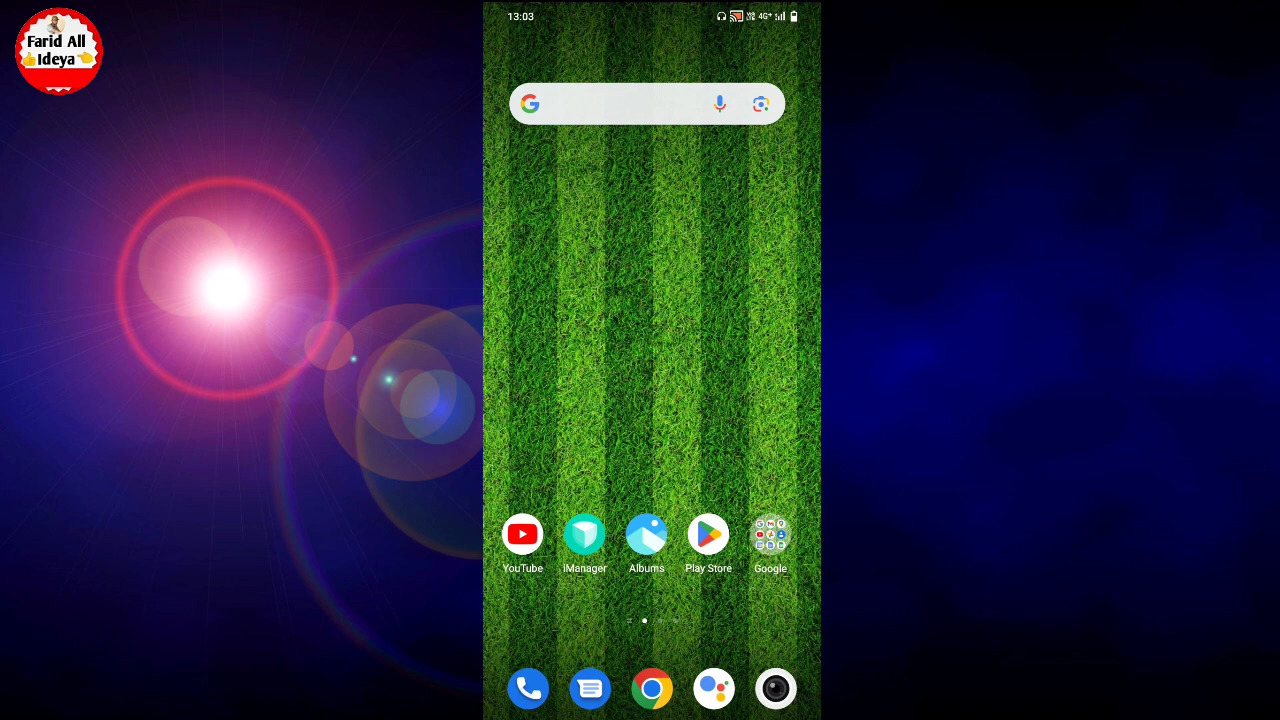 Farid All
Ideya
13:03
4G+
YouTube
iManager
Albums
Play Store
Google